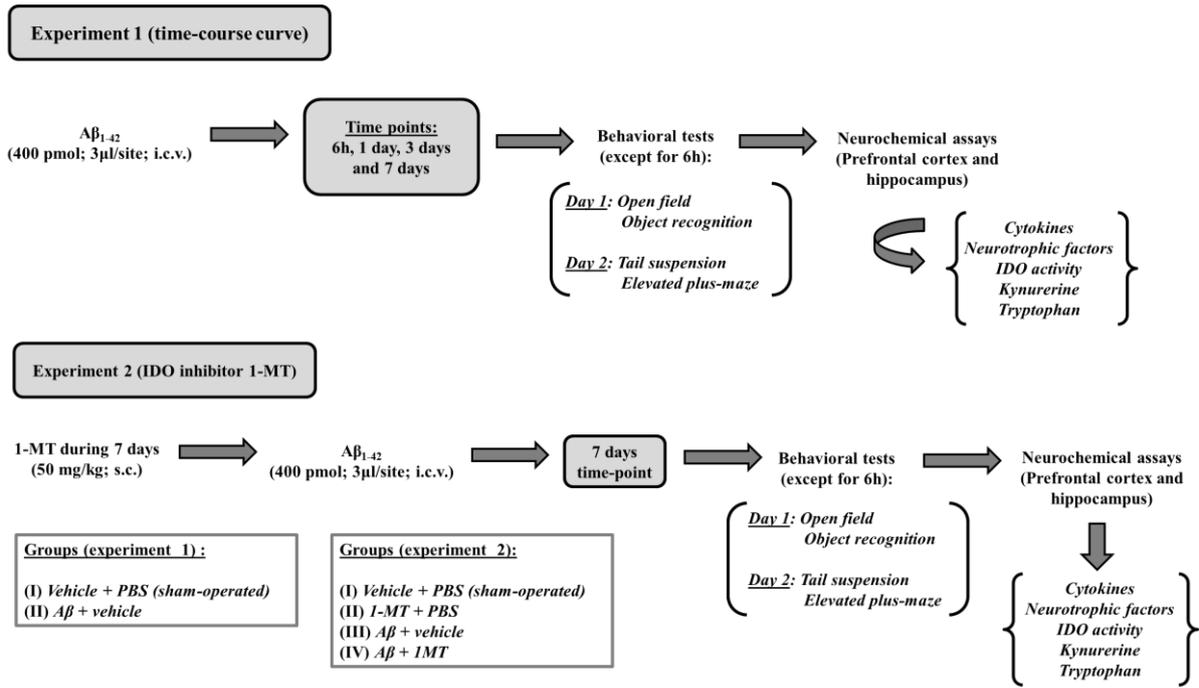 Experiment 1 (time-course curve)
Aβ1-42
(400 pmol; 3µl/site; i.c.v.)
Time points:
6h, 1 day, 3 days
and 7 days
Behavioral tests
(except for 6h):
Day 1: Open field
Object recognition
Day 2: Tail suspension
Elevated plus-maze
Neurochemical assays
(Prefrontal cortex and
hippocampus)
Cytokines
Neurotrophic factors
IDO activity
Kynurerine
Tryptophan
Experiment 2 (IDO inhibitor 1-MT)
1-MT during 7 days
(50 mg/kg; s.c.)
Aβ1-42
(400 pmol; 3µl/site; i.c.v.)
7 days
time-point
Behavioral tests
(except for 6h):
Day 1: Open field
Object recognition
Day 2: Tail suspension
Elevated plus-maze
Neurochemical assays
(Prefrontal cortex and
hippocampus)
Cytokines
Neurotrophic factors
IDO activity
Kynurerine
Tryptophan
Groups (experiment 1) :
(I) Vehicle + PBS (sham-operated)
(II) Aβ + vehicle
Groups (experiment 2):
(I) Vehicle + PBS (sham-operated)
(II) 1-MT + PBS
(III) Aβ + vehicle
(IV) Aβ + 1MT